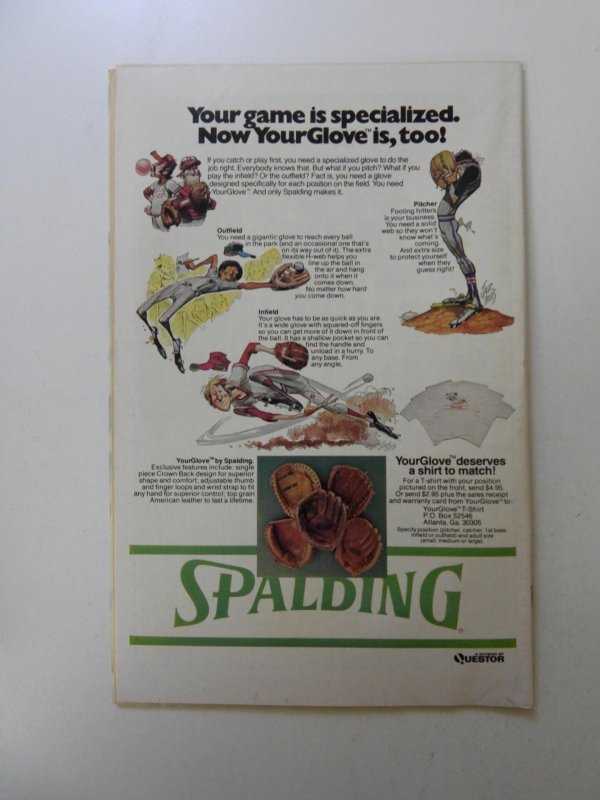 Your game is specialized.
Now YourGlove™ is, too!
If you catch or play first, you need a specialized glove to do the
job right. Everybody knows that. But what if you pitch? What if you
play the infield? Or the outfield? Fact is, you need a glove
designed specifically for each position on the field. You need
YourGlove™. And only Spalding makes it.
Pitcher
Fooling hitters
is your business.
You need a solid
web so they won't
know what's
coming.
And extra size
to protect yourself
when they
guess right!
Outfield
You need a gigantic glove to reach every ball
in the park (and an occasional one that's
on its way out of it). The extra
flexible H-web helps you
line up the ball in
the air and hang
onto it when it
comes down.
No matter how hard
you come down.
Infield
Your glove has to be as quick as you are.
It's a wide glove with squared-off fingers
so you can get more of it down in front of
the ball. It has a shallow pocket so you can
find the handle and
unload in a hurry. To
any base. From
any angle.
YourGlove™ by Spalding.
Exclusive features include: single
piece Crown Back design for superior
shape and comfort; adjustable thumb
and finger loops and wrist strap to fit
any hand for superior control; top grain
American leather to last a lifetime.
YourGlove™ deserves
a shirt to match!
For a T-shirt with your position
pictured on the front, send $4.95.
Or send $2.95 plus the sales receipt
and warranty card from YourGlove™ to:
YourGlove™ T-Shirt
P.O. Box 52546
Atlanta, Ga. 30305
Specify position (pitcher, catcher, 1st base,
infield or outfield) and adult size
(small, medium or large).
SPALDING®
A DIVISION OF
QUESTOR